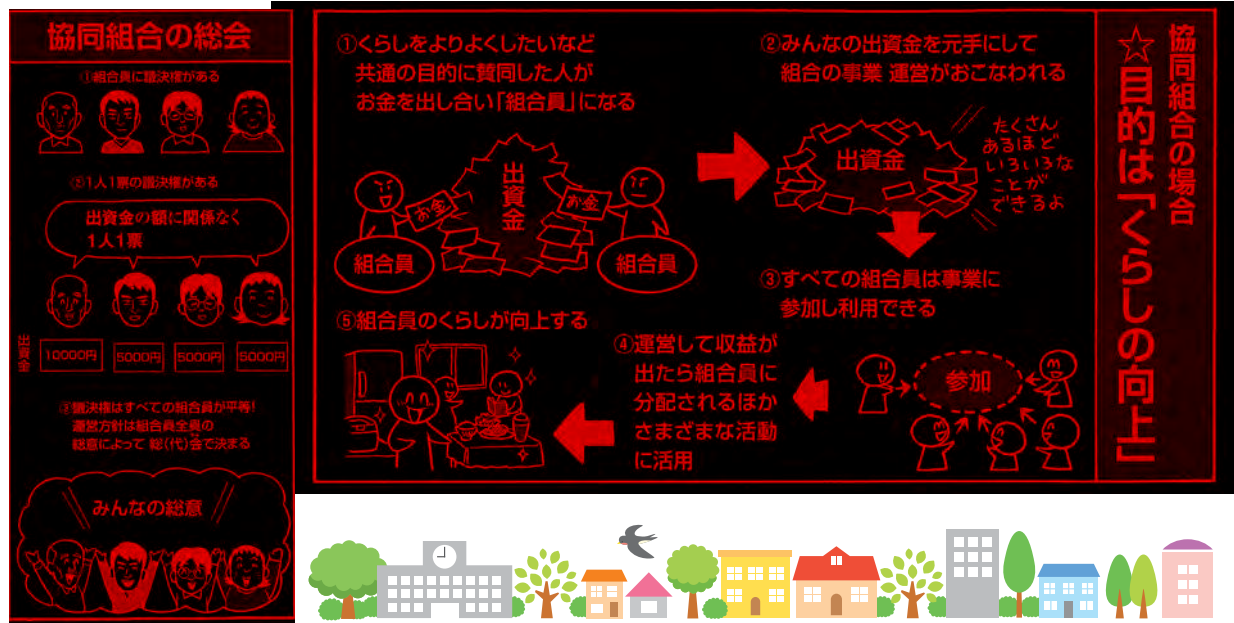 協同組合の総会
①組合員に議決権がある
②1人1票の議決権がある
出資金の額に関係なく
1人1票
出資金
10000円
5000円
5000円
5000円
③議決権はすべての組合員が平等!
運営方針は組合員全員の
総意によって 総(代)会で決まる
みんなの総意
協同組合の場合
☆目的は「くらしの向上」
①くらしをよりよくしたいなど
共通の目的に賛同した人が
お金を出し合い「組合員」になる
出資金
お金
お金
組合員
組合員
②みんなの出資金を元手にして
組合の事業 運営がおこなわれる
出資金
たくさん
あるほど
いろいろな
ことが
できるよ
③すべての組合員は事業に
参加し利用できる
参加
④運営して収益が
出たら組合員に
分配されるほか
さまざまな活動
に活用
⑤組合員のくらしが向上する